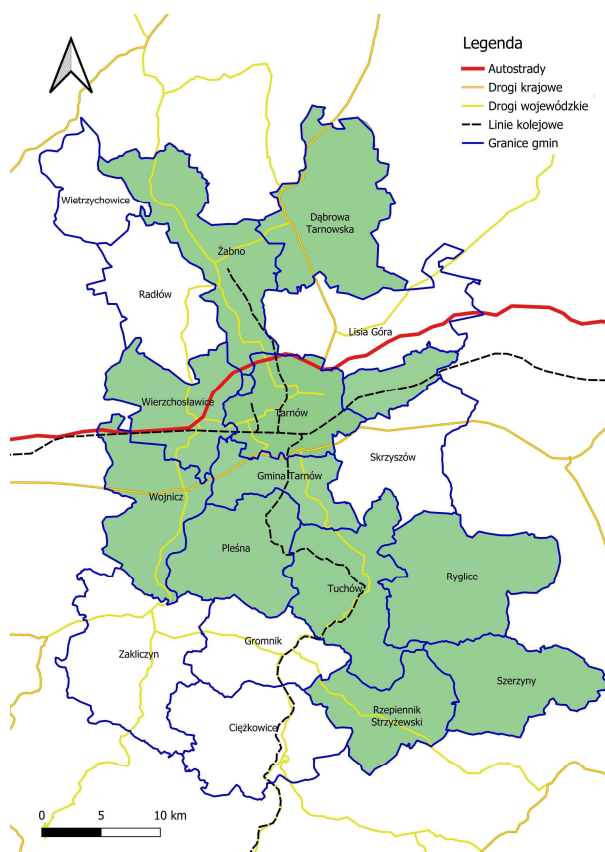 Legenda
Autostrady
Drogi krajowe
Drogi wojewódzkie
Linie kolejowe
Granice gmin
Wietrzychowice
Dąbrowa
Tarnowska
Żabno
Radłów
Lisia Góra
Wierzchosławice
Tarnów
Skrzyszów
Gmina Tarnów
Wojnicz
Pleśna
Tuchów
Ryglice
Gromnik
Zakliczyn
Szerzyny
Rzepiennik
Strzyżewski
Ciężkowice
0 5 10 km